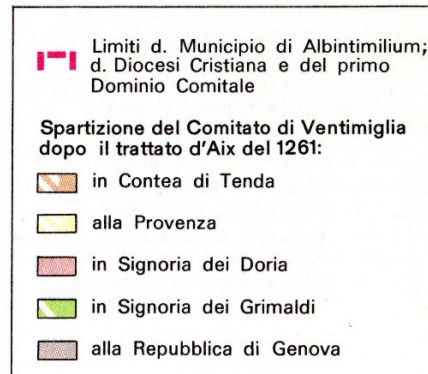 Limiti d. Municipio di Albintimilium;
d. Diocesi Cristiana e del primo
Dominio Comitale
Spartizione del Comitato di Ventimiglia
dopo il trattato d'Aix del 1261:
in Contea di Tenda
alla Provenza
in Signoria dei Doria
in Signoria dei Grimaldi
alla Repubblica di Genova